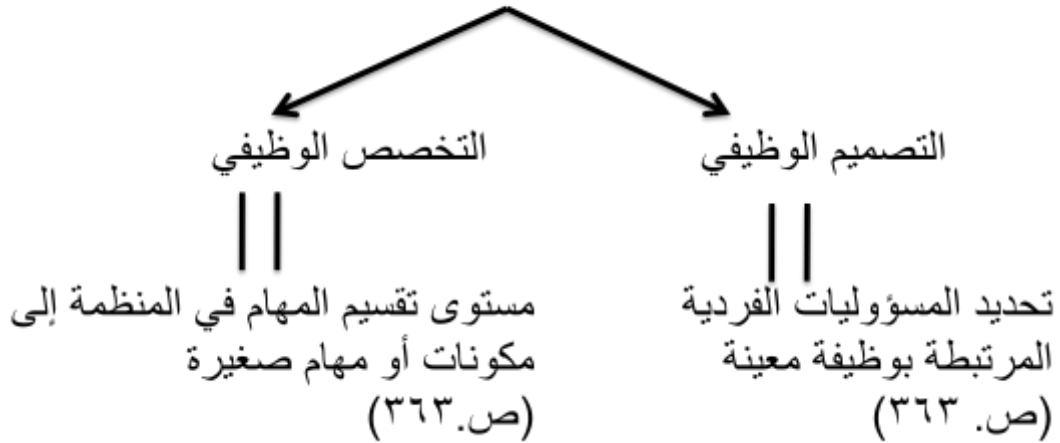 التصميم الوظيفي
تحديد المسؤوليات الفردية
المرتبطة بوظيفة معينة
(ص. ٣٦٣)
التخصص الوظيفي
مستوى تقسيم المهام في المنظمة إلى
مكونات أو مهام صغيرة
(ص.٣٦٣)